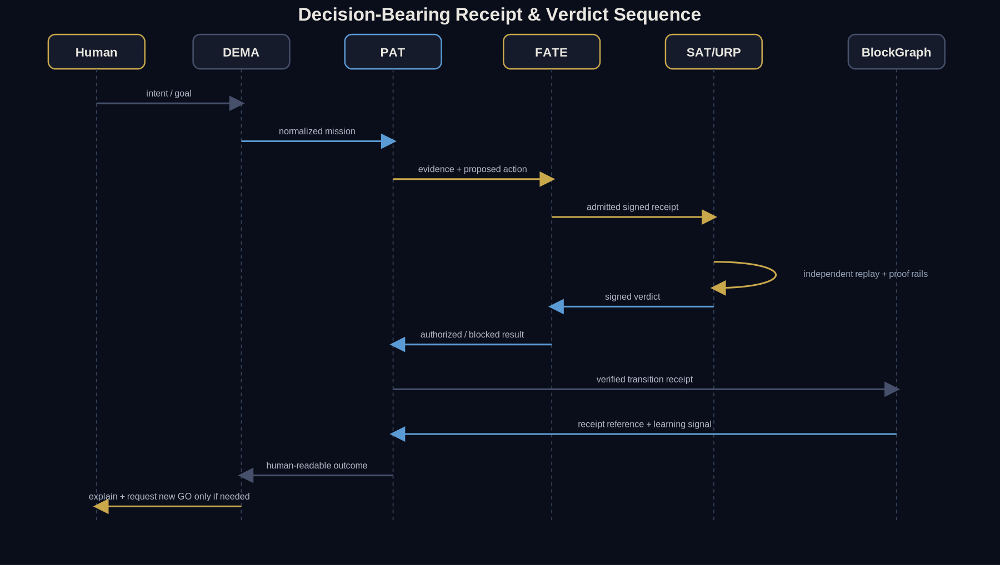 Decision-Bearing Receipt & Verdict Sequence
Human
DEMA
PAT
FATE
SAT/URP
BlockGraph
intent / goal
normalized mission
evidence + proposed action
admitted signed receipt
independent replay + proof rails
signed verdict
authorized / blocked result
verified transition receipt
receipt reference + learning signal
human-readable outcome
explain + request new GO only if needed